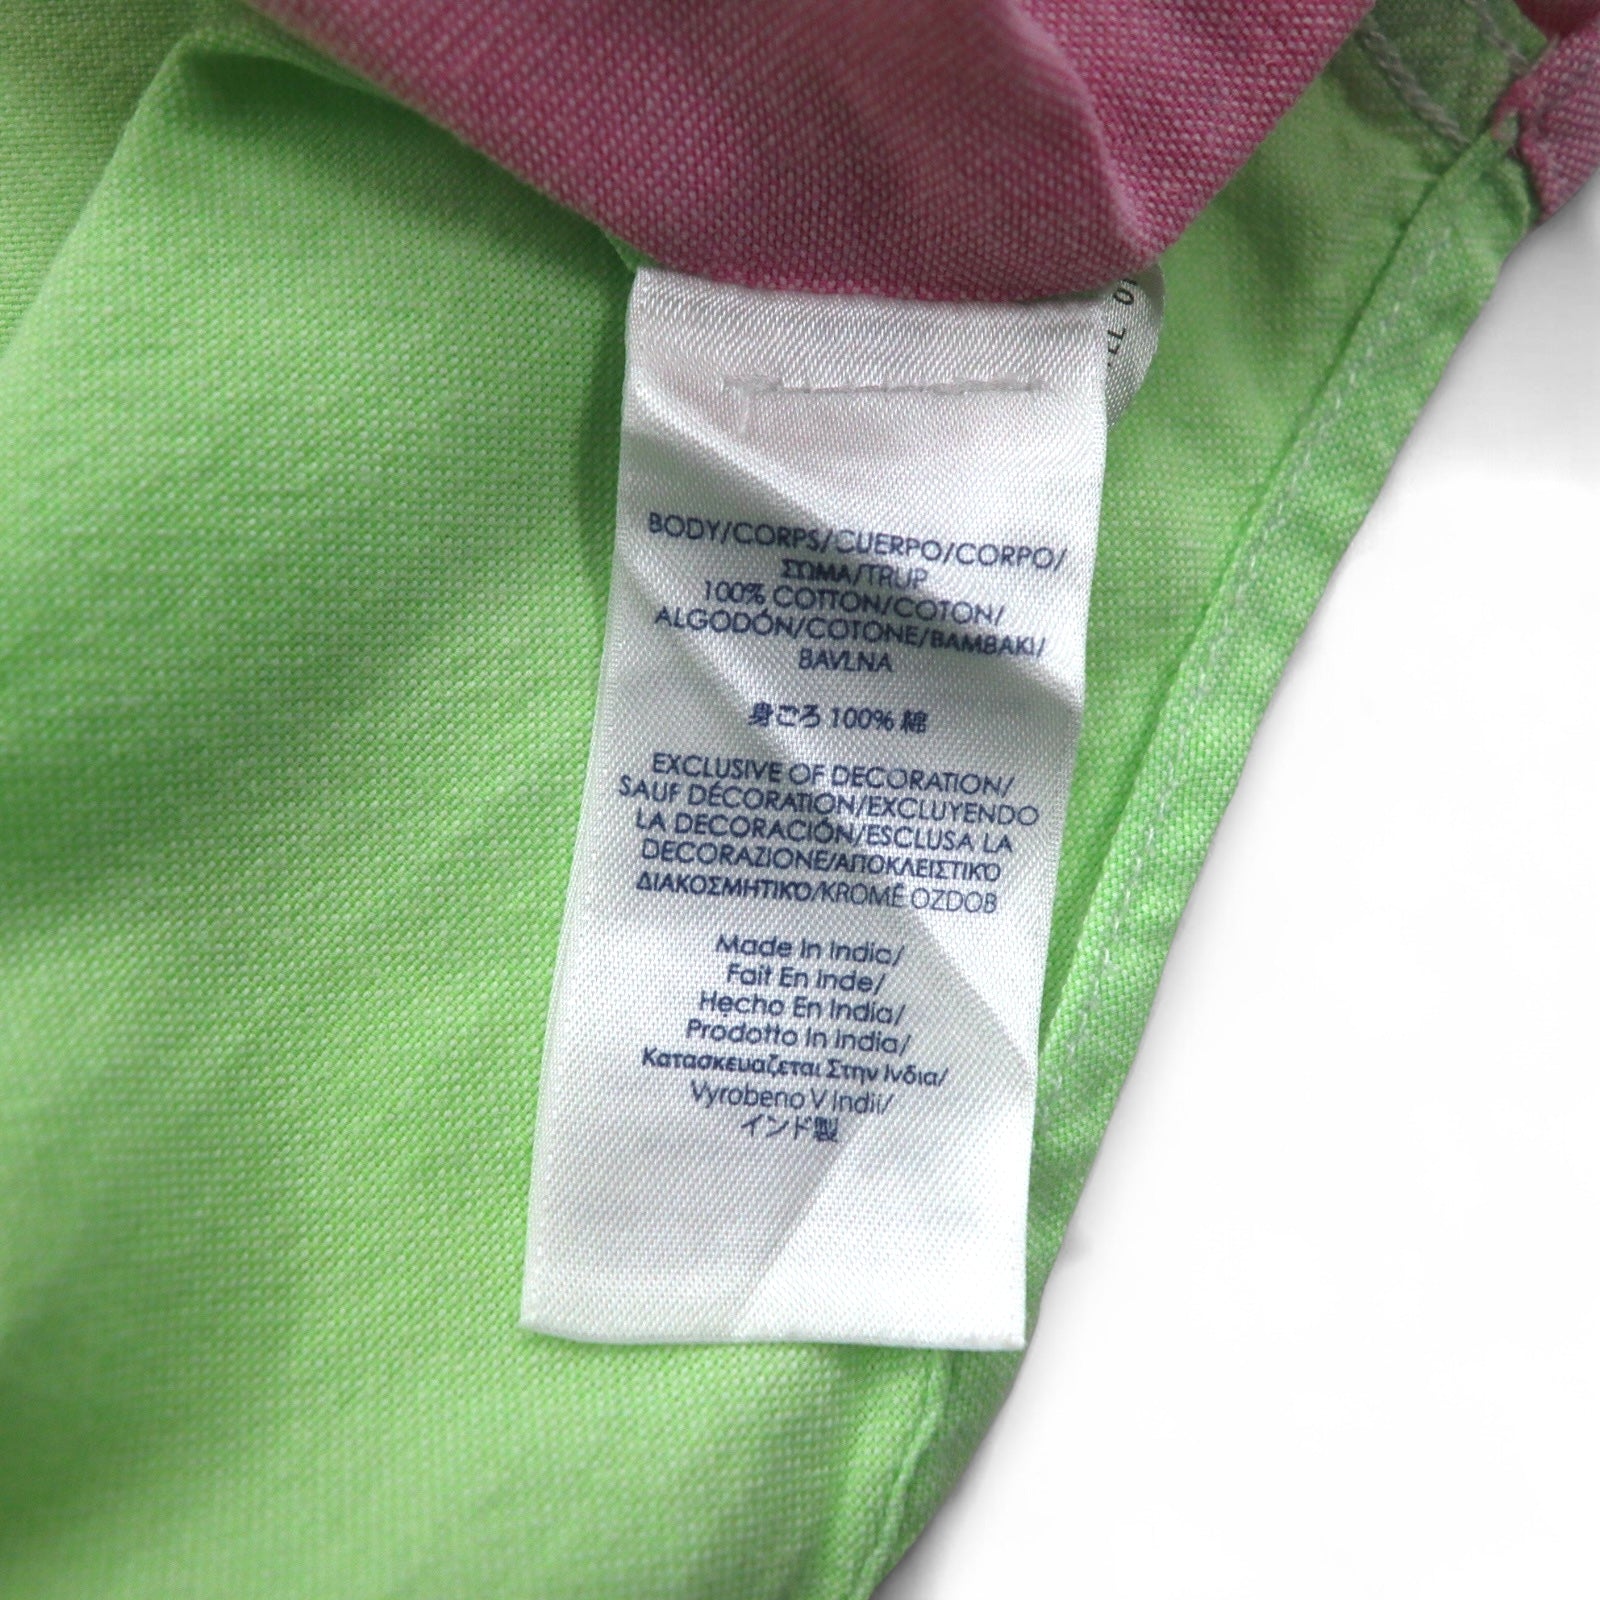 BODY/CORPS/CUERPO/CORPO/
ΣΩΜΑ/TRUP
100% COTTON/COTON/
ALGODÓN/COTONE/BAMBAKI/
BAVLNA
身ごろ 100% 綿
EXCLUSIVE OF DECORATION/
SAUF DÉCORATION/EXCLUYENDO
LA DECORACIÓN/ESCLUSA LA
DECORAZIONE/ΑΠΟΚΛΕΙΣΤΙΚΌ
ΔΙΑΚΟΣΜΗΤΙΚΌ/KROMĚ OZDOB
Made In India/
Fait En Inde/
Hecho En India/
Prodotto In India/
Κατασκευαζεται Στην Ινδια/
Vyrobeno V Indii/
インド製